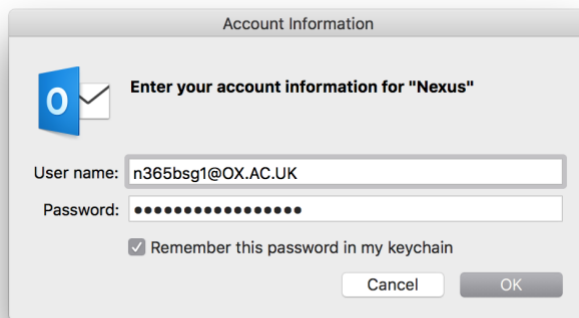 Account Information
Enter your account information for "Nexus"
User name: n365bsg1@OX.AC.UK
Password: •••••••••••••••••
Remember this password in my keychain
Cancel OK